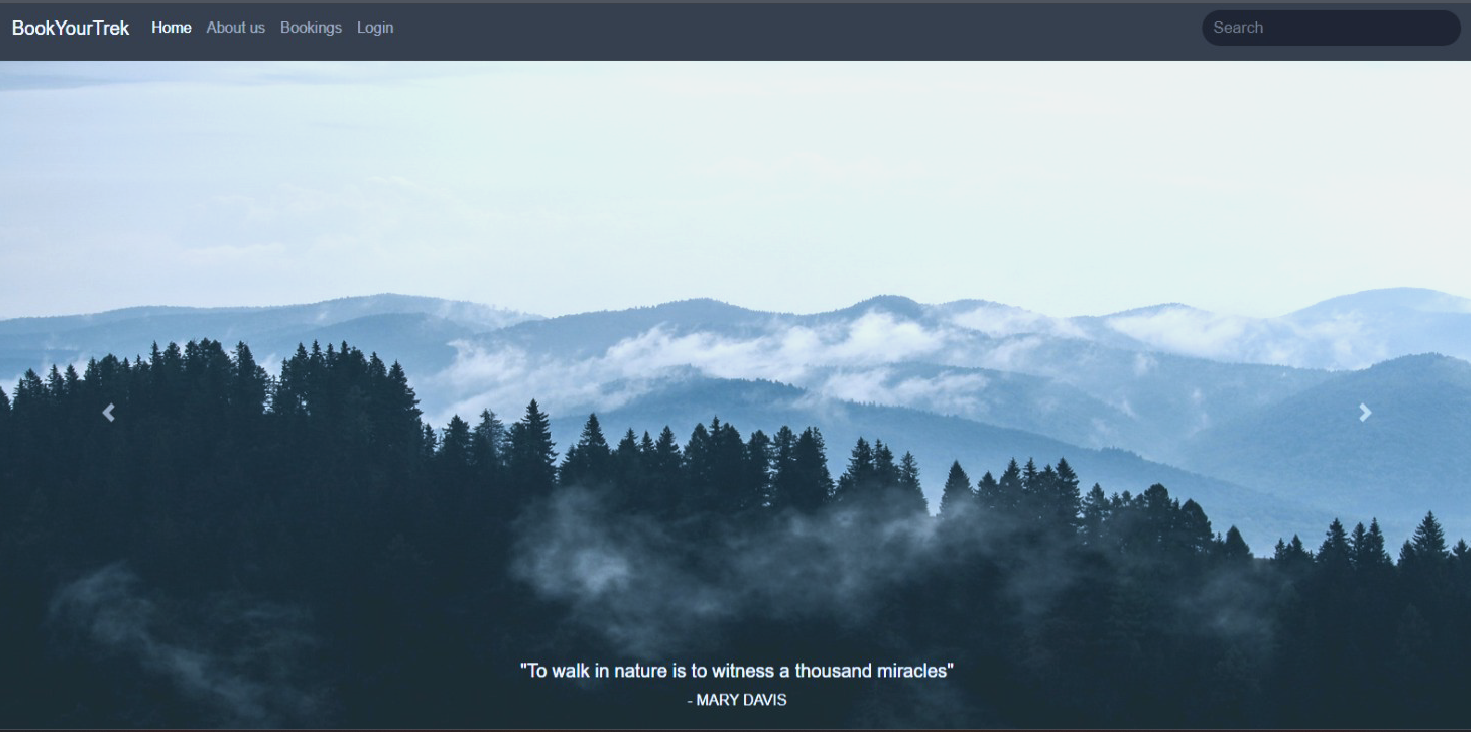 BookYourTrek Home About us Bookings Login Search
"To walk in nature is to witness a thousand miracles"
- MARY DAVIS